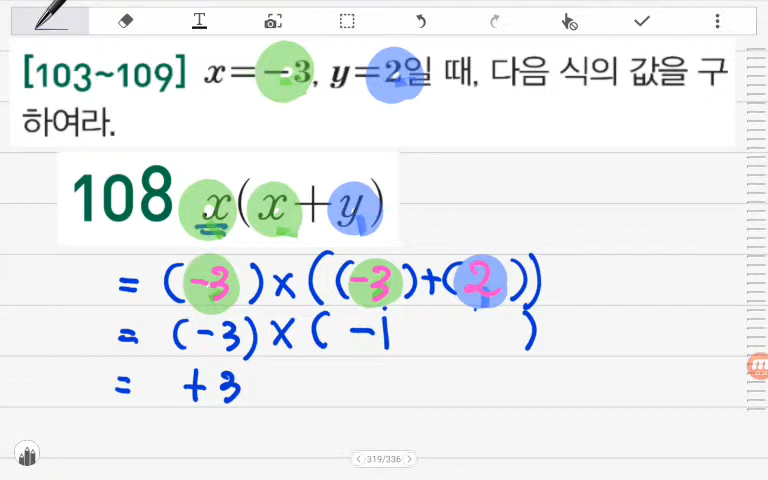 [103~109] x=-3, y=2일 때, 다음 식의 값을 구
하여라.
108 x(x+y)
= (-3)×((-3)+(2))
= (-3)×( -1 )
= +3
319/336